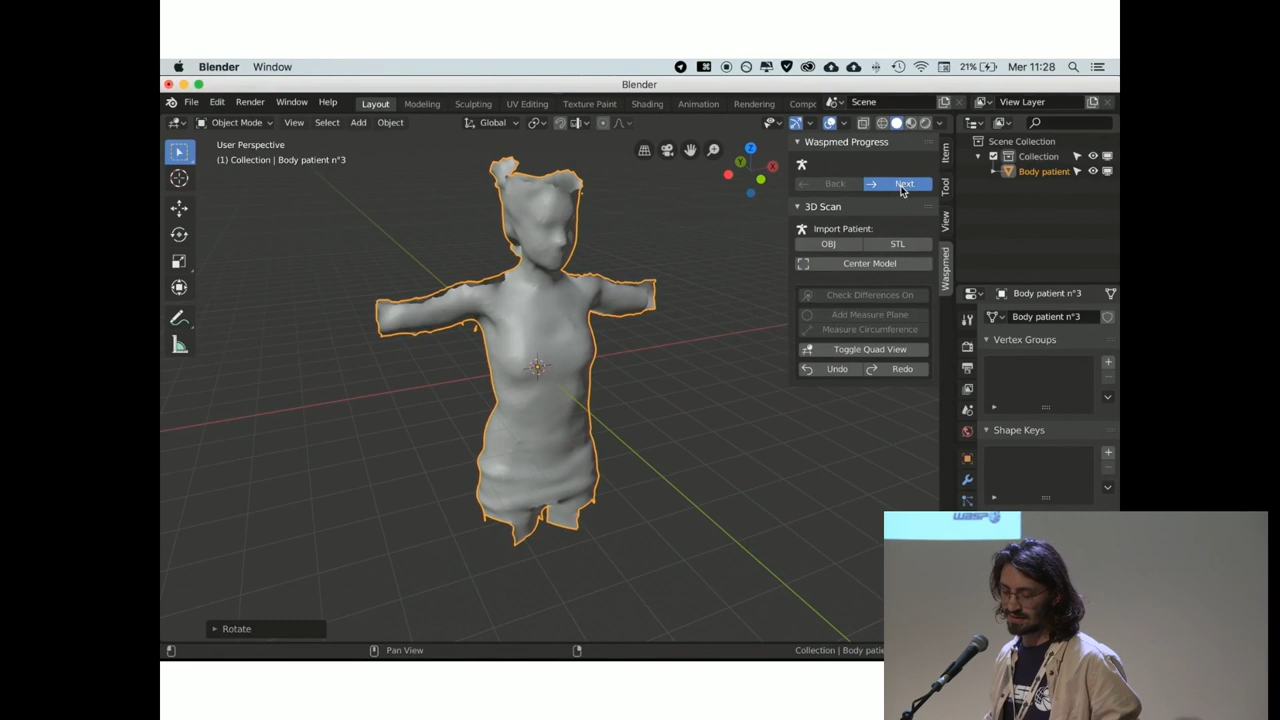 Blender Window 21% Mer 11:28
Blender
File Edit Render Window Help Layout Modeling Sculpting UV Editing Texture Paint Shading Animation Rendering Compc Scene View Layer
Object Mode View Select Add Object Global
User Perspective
(1) Collection | Body patient n°3
Z
Y
X
Waspmed Progress
Back Next
3D Scan
Import Patient:
OBJ STL
Center Model
Check Differences On
Add Measure Plane
Measure Circumference
Toggle Quad View
Undo Redo
Item
Tool
View
Waspmed
Scene Collection
Collection
Body patient
Body patient n°3
Body patient n°3
Vertex Groups
Shape Keys
Rotate
Pan View
Collection | Body patie
WASP